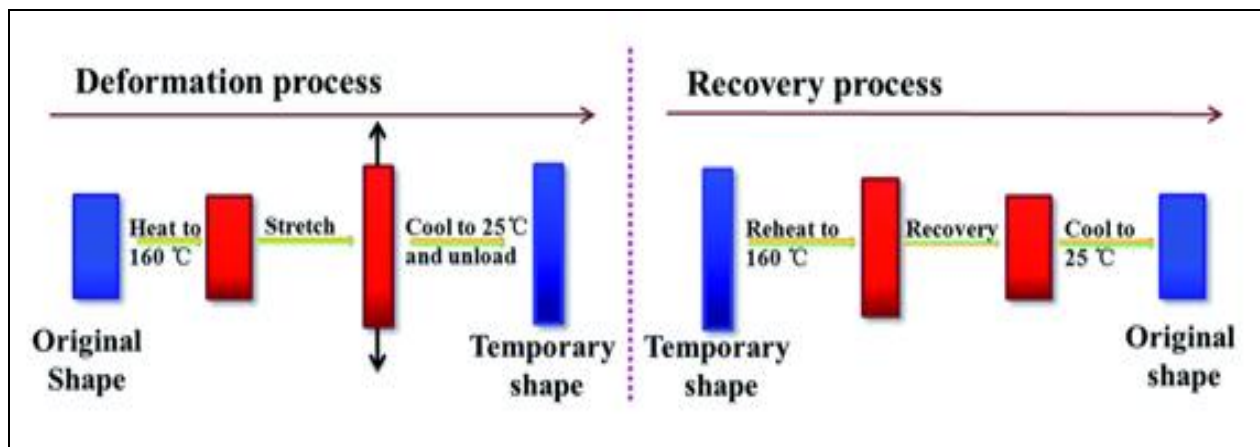 Deformation process
Heat to
160 ℃
Stretch
Cool to 25℃
and unload
Original
Shape
Temporary
shape
Recovery process
Reheat to
160 ℃
Recovery
Cool to
25 ℃
Temporary
shape
Original
shape